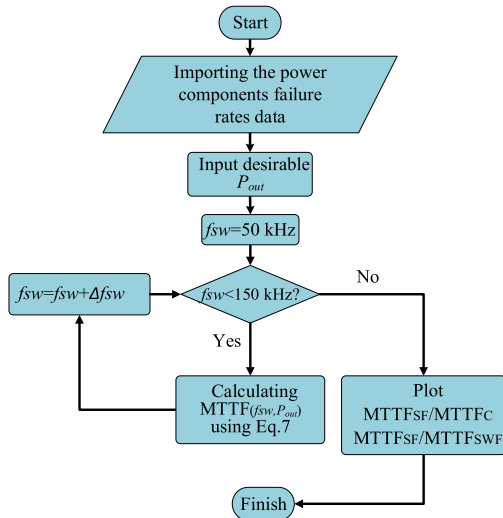 Start
Importing the power
components failure
rates data
Input desirable
Pout
fsw=50 kHz
fsw=fsw+Δfsw
fsw<150 kHz?
No
Yes
Calculating
MTTF(fsw,Pout)
using Eq.7
Plot
MTTFSF/MTTFC
MTTFSF/MTTFSWF
Finish